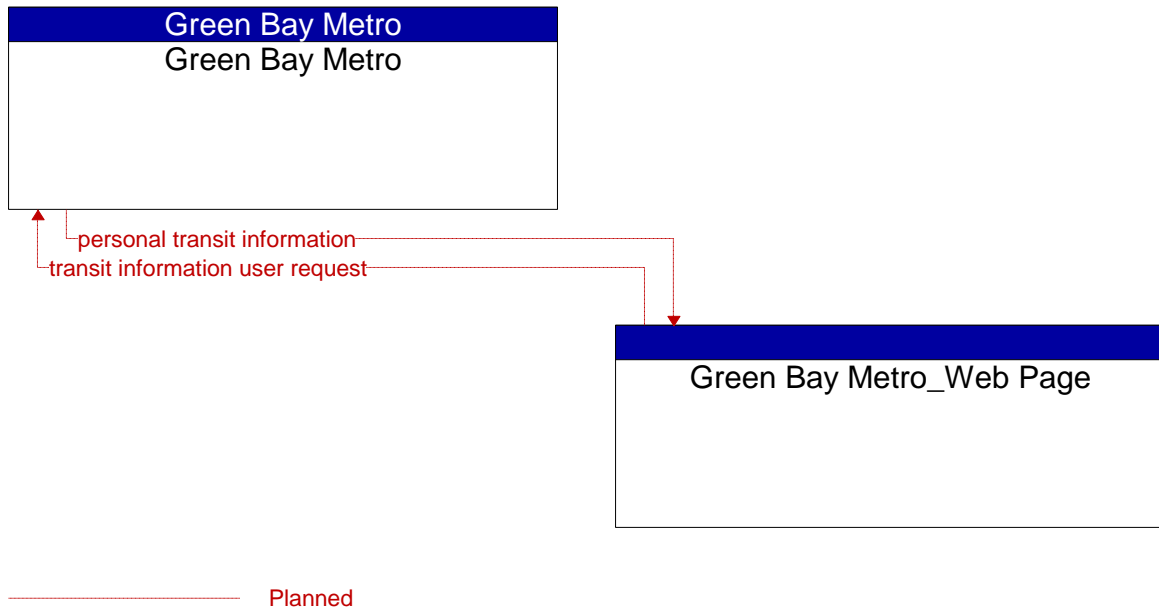 Green Bay Metro
Green Bay Metro
personal transit information
transit information user request
Green Bay Metro_Web Page
Planned